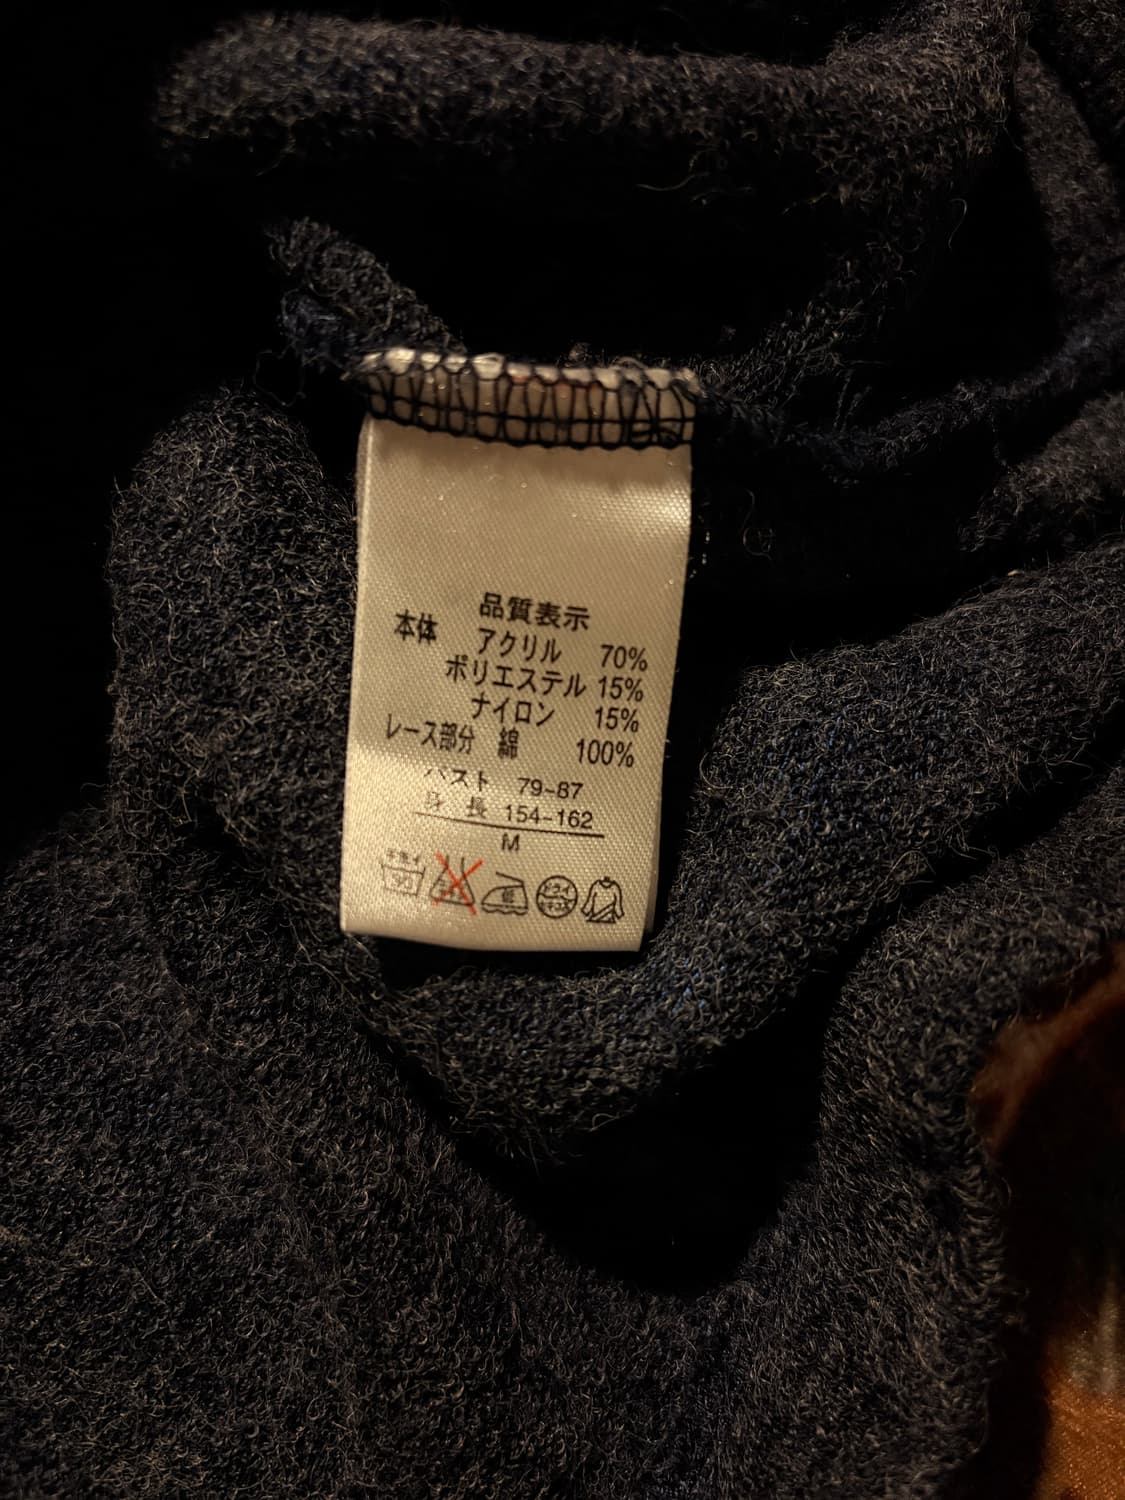 品質表示
本体 アクリル 70%
ポリエステル 15%
ナイロン 15%
レース部分 綿 100%
バスト 79~87
身 長 154~162
M